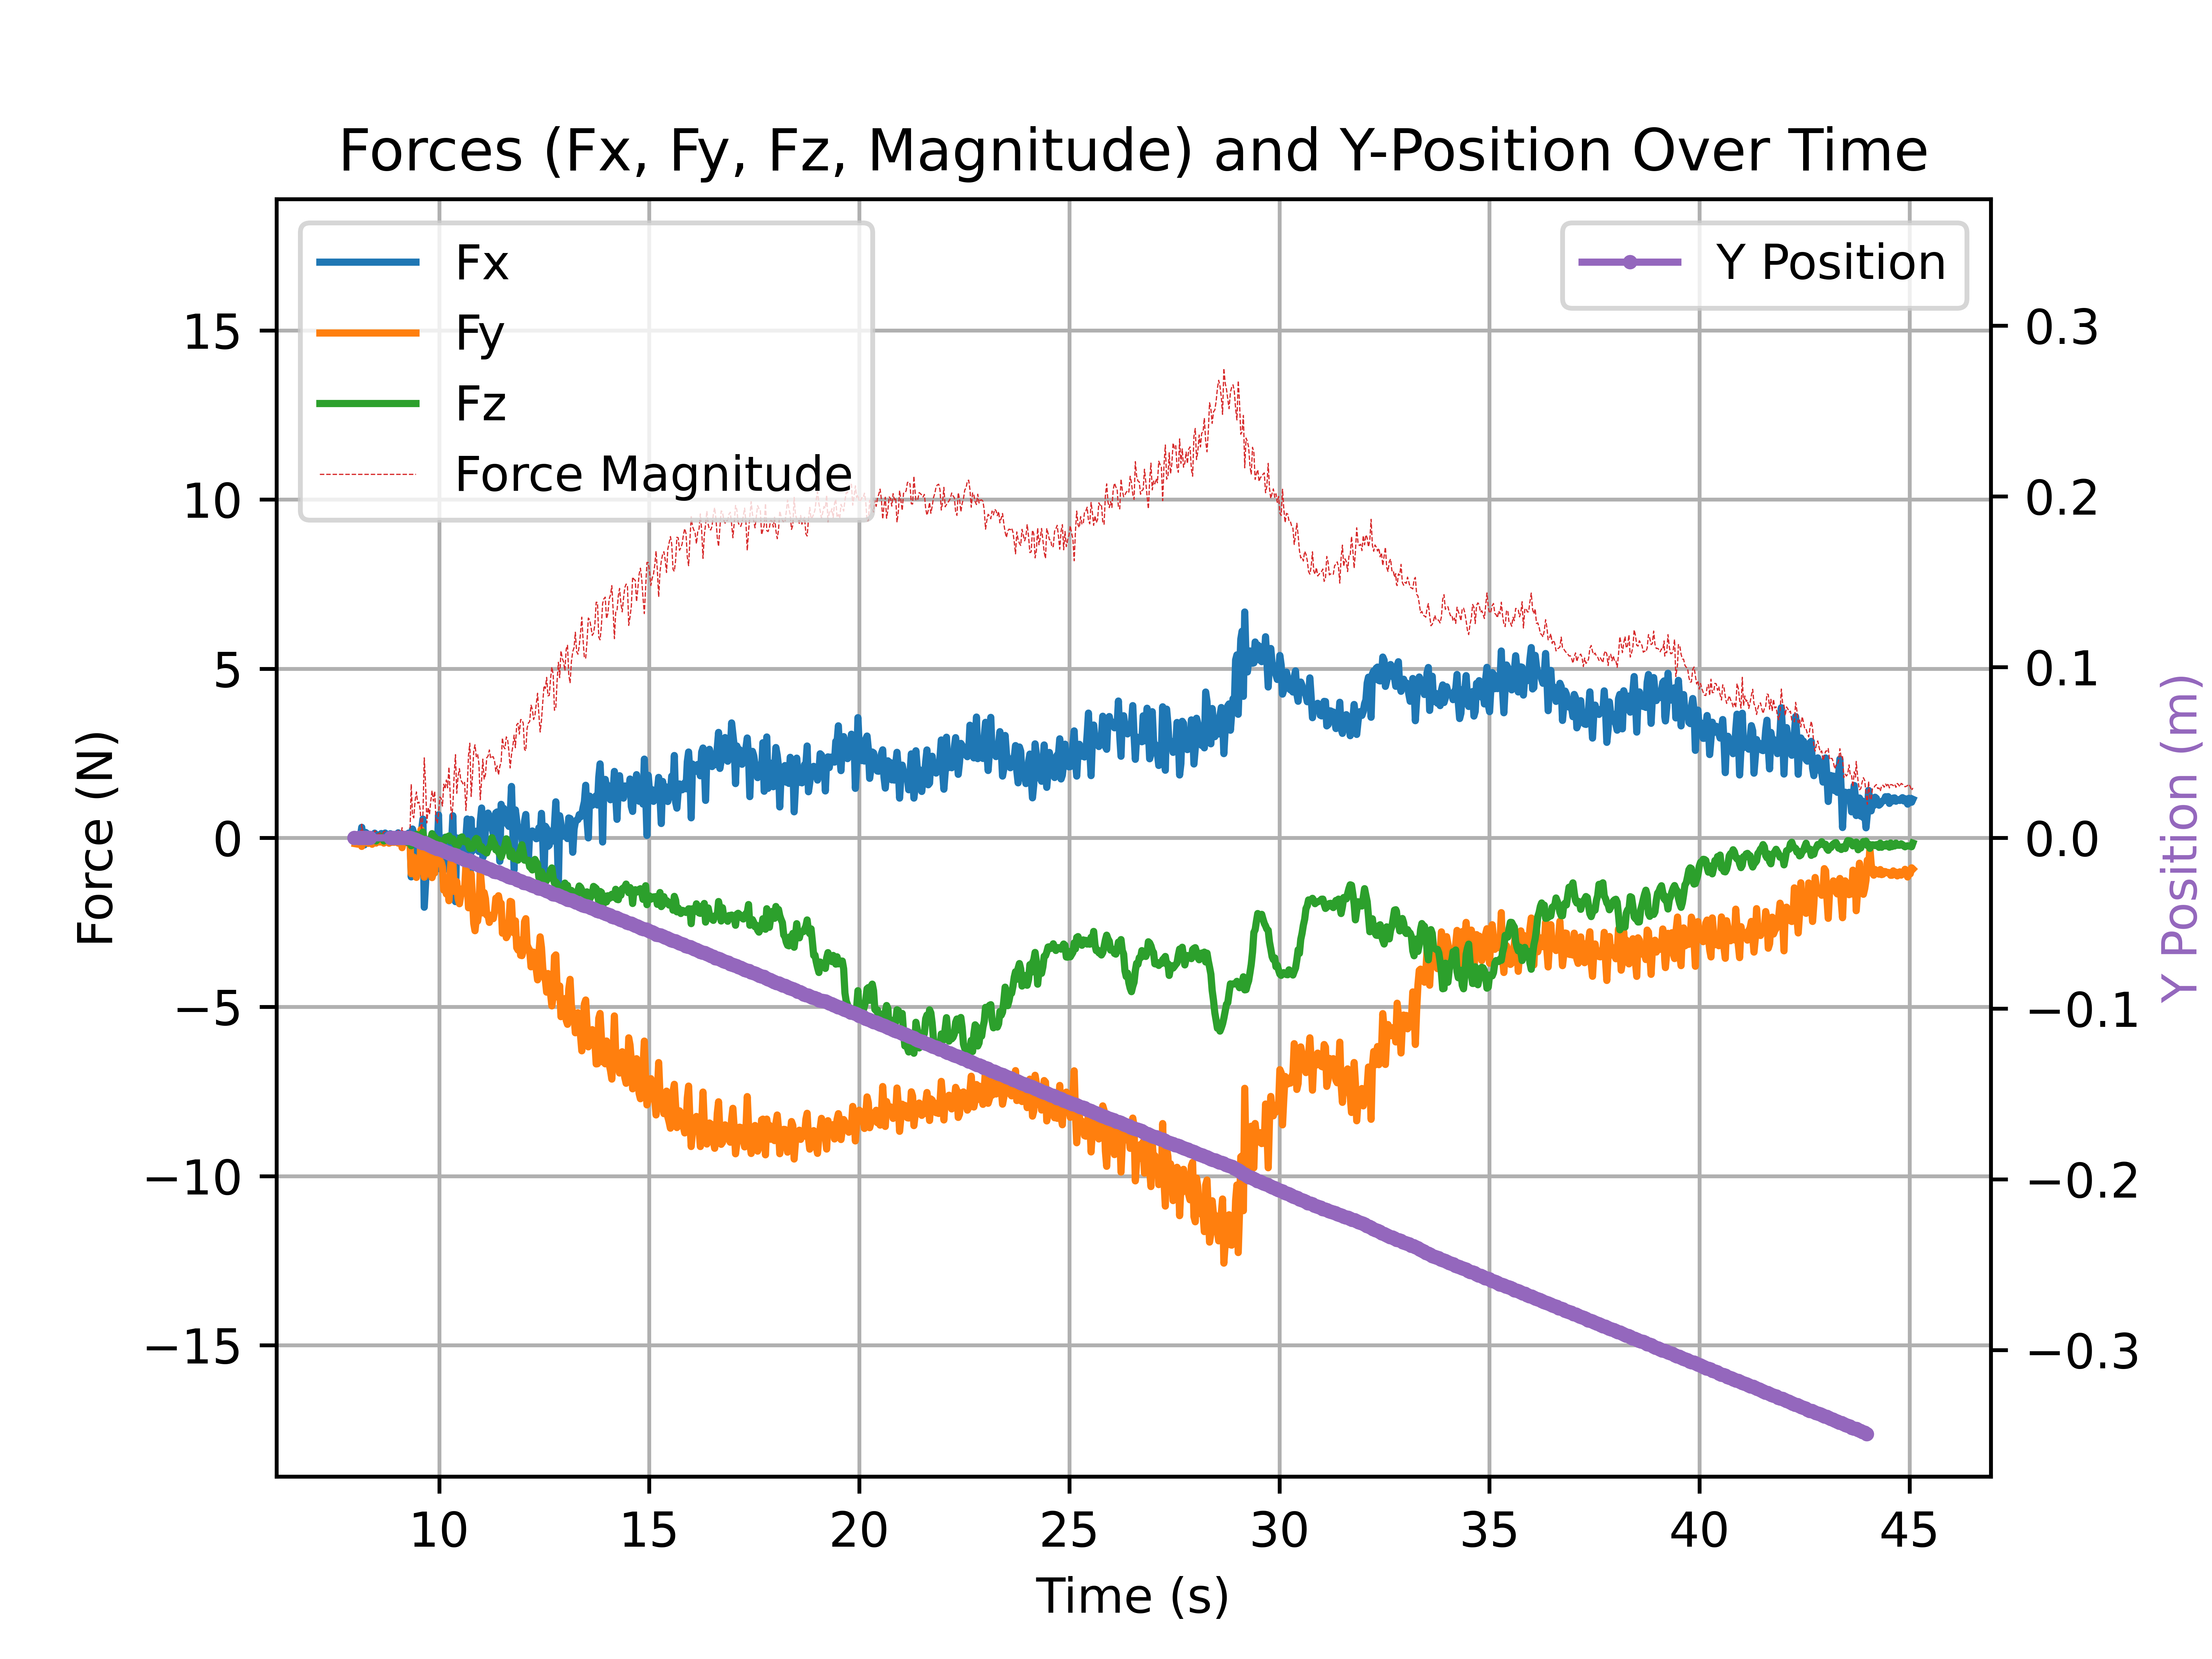 Forces (Fx, Fy, Fz, Magnitude) and Y-Position Over Time
Fx
Fy
Fz
Force Magnitude
Y Position
Force (N)
15
10
5
0
−5
−10
−15
0.3
0.2
0.1
0.0
−0.1
−0.2
−0.3
Y Position (m)
10 15 20 25 30 35 40 45
Time (s)